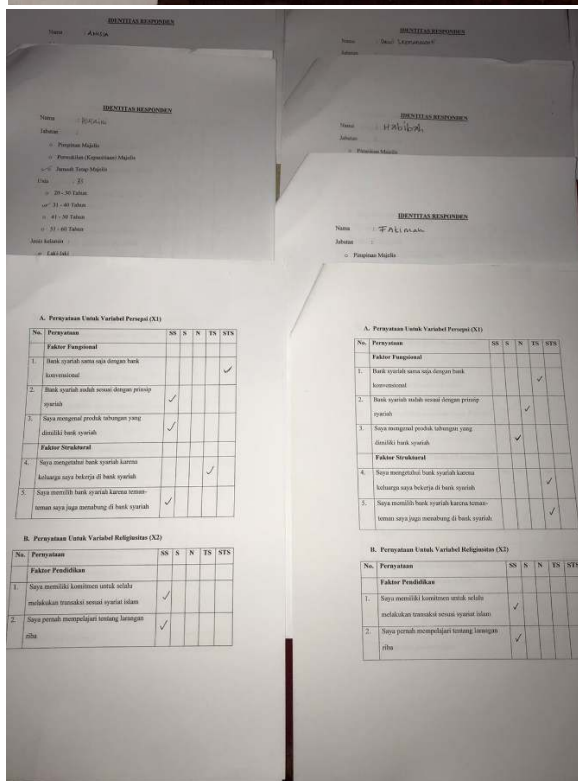 IDENTITAS RESPONDEN
Nama : ANISA
IDENTITAS RESPONDEN
Nama :
Jabatan
IDENTITAS RESPONDEN
Nama :
Jabatan :
Pimpinan Majelis
Perwakilan (Kepanitiaan) Majelis
Jamaah Tetap Majelis
Usia : 31
20 - 30 Tahun
31 - 40 Tahun
41 - 50 Tahun
51 - 60 Tahun
Jenis kelamin :
Laki-laki
IDENTITAS RESPONDEN
Nama : Habibah
Jabatan :
Pimpinan Majelis
IDENTITAS RESPONDEN
Nama : FATIMAH
Jabatan :
Pimpinan Majelis
A. Pernyataan Untuk Variabel Persepsi (X1)
No. Pernyataan SS S N TS STS
Faktor Fungsional
1. Bank syariah sama saja dengan bank
konvensional ✓
2. Bank syariah sudah sesuai dengan prinsip
syariah ✓
3. Saya mengenal produk tabungan yang
dimiliki bank syariah ✓
Faktor Struktural
4. Saya mengetahui bank syariah karena
keluarga saya bekerja di bank syariah ✓
5. Saya memilih bank syariah karena teman-
teman saya juga menabung di bank syariah ✓
B. Pernyataan Untuk Variabel Religiusitas (X2)
No. Pernyataan SS S N TS STS
Faktor Pendidikan
1. Saya memiliki komitmen untuk selalu
melakukan transaksi sesuai syariat islam ✓
2. Saya pernah mempelajari tentang larangan
riba ✓
A. Pernyataan Untuk Variabel Persepsi (X1)
No. Pernyataan SS S N TS STS
Faktor Fungsional
1. Bank syariah sama saja dengan bank
konvensional ✓
2. Bank syariah sudah sesuai dengan prinsip
syariah ✓
3. Saya mengenal produk tabungan yang
dimiliki bank syariah ✓
Faktor Struktural
4. Saya mengetahui bank syariah karena
keluarga saya bekerja di bank syariah ✓
5. Saya memilih bank syariah karena teman-
teman saya juga menabung di bank syariah ✓
B. Pernyataan Untuk Variabel Religiusitas (X2)
No. Pernyataan SS S N TS STS
Faktor Pendidikan
1. Saya memiliki komitmen untuk selalu
melakukan transaksi sesuai syariat islam ✓
2. Saya pernah mempelajari tentang larangan
riba ✓